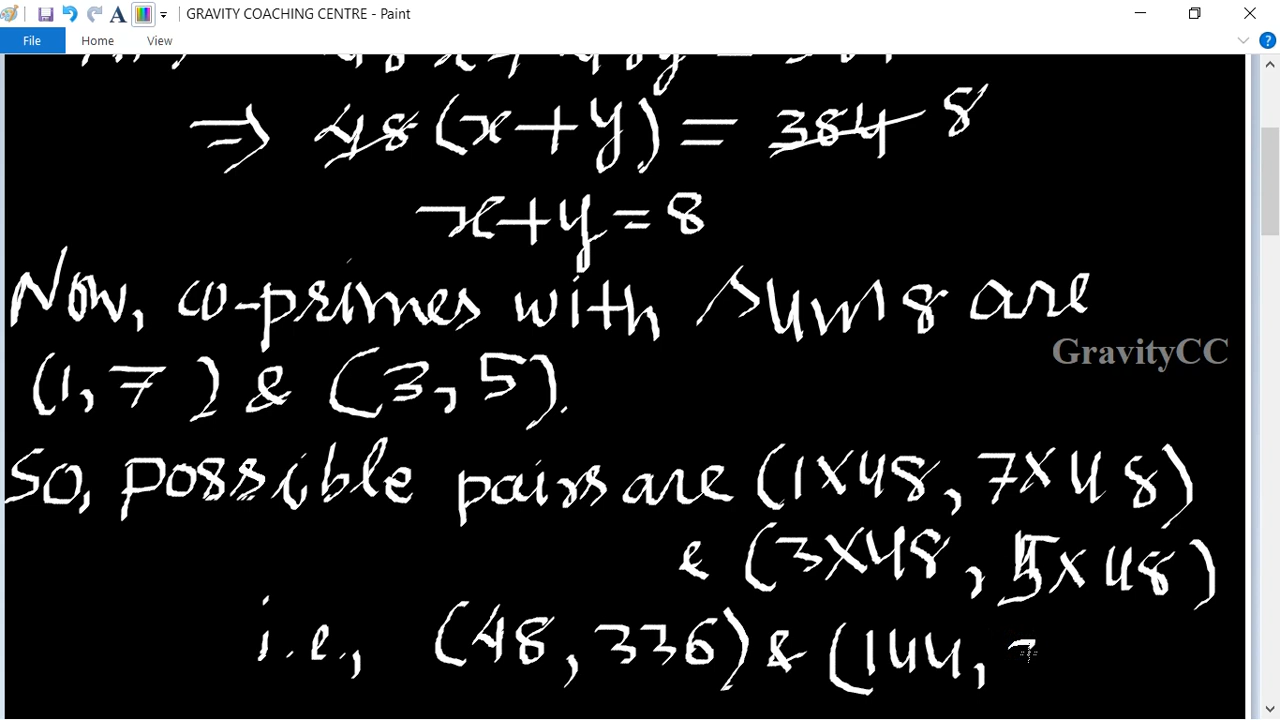 GRAVITY COACHING CENTRE - Paint
File Home View
⇒ 48 (x+y) = 384 8
x+y=8
Now, co-primes with sum 8 are
GravityCC
(1, 7) & (3, 5).
So, possible pairs are (1×48, 7×48)
& (3×48, 5×48)
i.e., (48, 336) & (144,